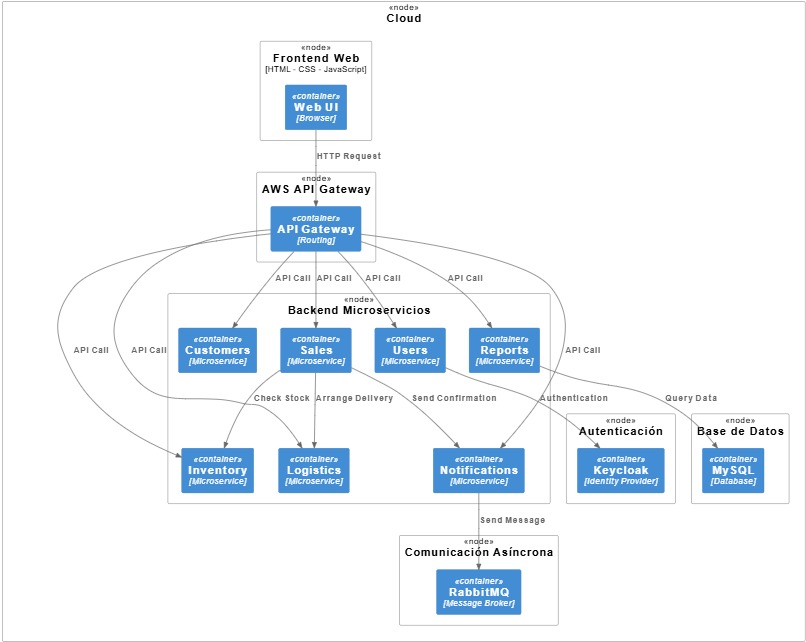 «node»
Cloud
«node»
Frontend Web
[HTML - CSS - JavaScript]
«container»
Web UI
[Browser]
HTTP Request
«node»
AWS API Gateway
«container»
API Gateway
[Routing]
API Call
API Call
API Call
API Call
«node»
Backend Microservicios
«container»
Customers
[Microservice]
«container»
Sales
[Microservice]
«container»
Users
[Microservice]
«container»
Reports
[Microservice]
API Call
API Call
API Call
Check Stock
Arrange Delivery
Send Confirmation
Authentication
Query Data
«container»
Inventory
[Microservice]
«container»
Logistics
[Microservice]
«container»
Notifications
[Microservice]
«node»
Autenticación
«container»
Keycloak
[Identity Provider]
«node»
Base de Datos
«container»
MySQL
[Database]
Send Message
«node»
Comunicación Asíncrona
«container»
RabbitMQ
[Message Broker]